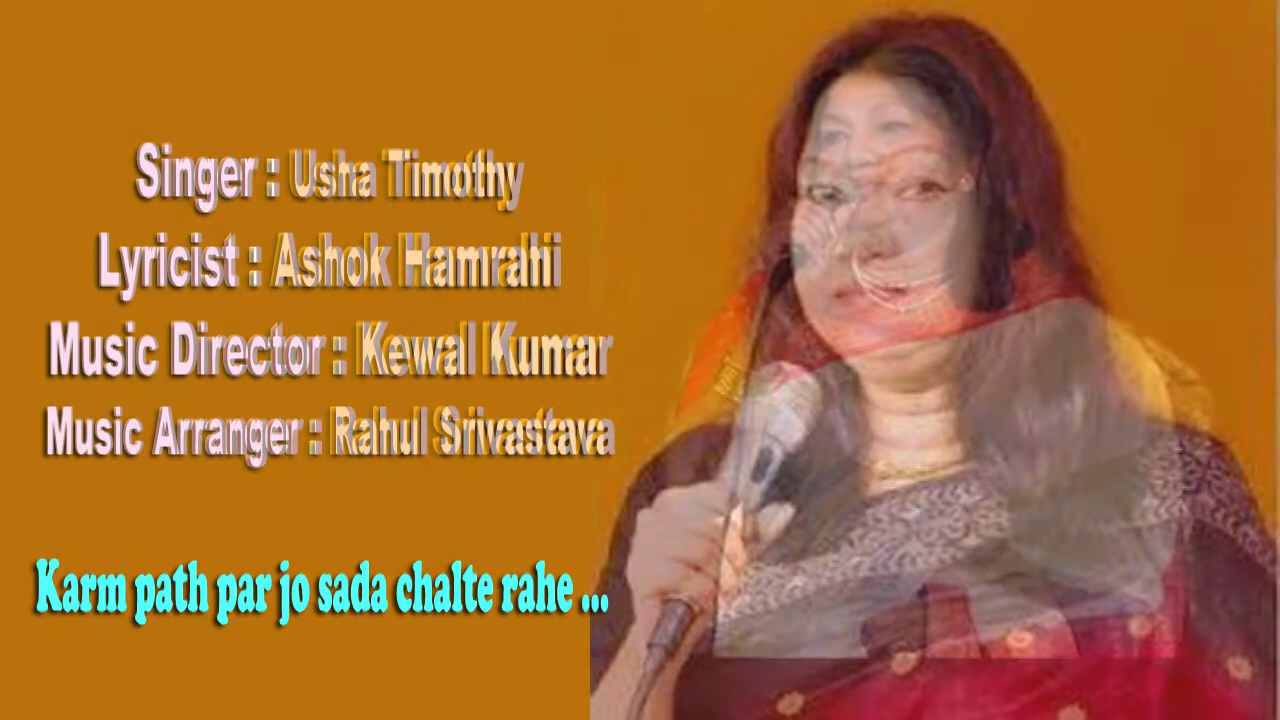 Singer : Usha Timothy
Lyricist : Ashok Hamrahi
Music Director : Kewal Kumar
Music Arranger : Rahul Srivastava
Karm path par jo sada chalte rahe ...